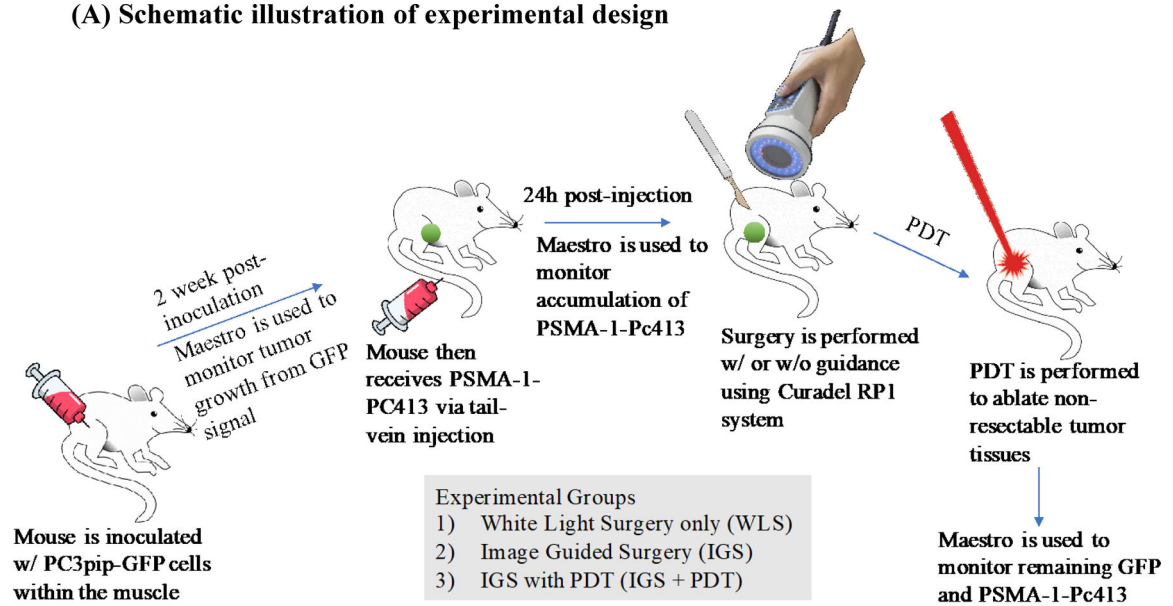 (A) Schematic illustration of experimental design
Mouse is inoculated
w/ PC3pip-GFP cells
within the muscle
2 week post-
inoculation
Maestro is used to
monitor tumor
growth from GFP
signal
Mouse then
receives PSMA-1-
PC413 via tail-
vein injection
24h post-injection
Maestro is used to
monitor
accumulation of
PSMA-1-Pc413
Surgery is performed
w/ or w/o guidance
using Curadel RP1
system
PDT
PDT is performed
to ablate non-
resectable tumor
tissues
Maestro is used to
monitor remaining GFP
and PSMA-1-Pc413
Experimental Groups
1) White Light Surgery only (WLS)
2) Image Guided Surgery (IGS)
3) IGS with PDT (IGS + PDT)